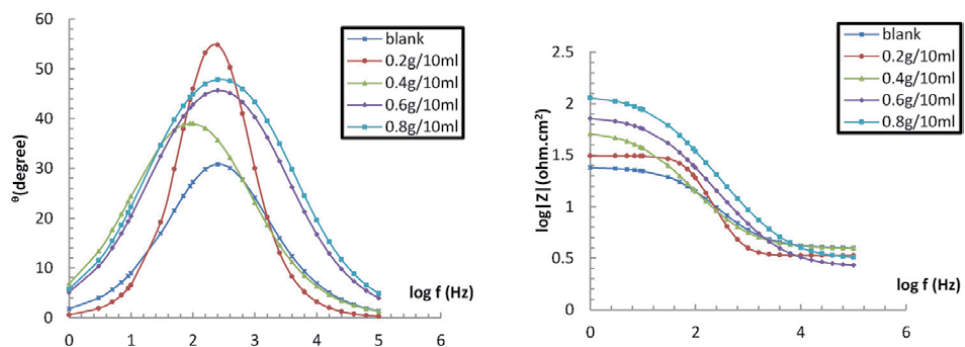 60
50
40
30
20
10
0
θ(degree)
0 1 2 3 4 5 6
log f (Hz)
blank
0.2g/10ml
0.4g/10ml
0.6g/10ml
0.8g/10ml
2.5
2
1.5
1
0.5
0
log|Z|(ohm.cm²)
0 2 4 6
log f (Hz)
blank
0.2g/10ml
0.4g/10ml
0.6g/10ml
0.8g/10ml